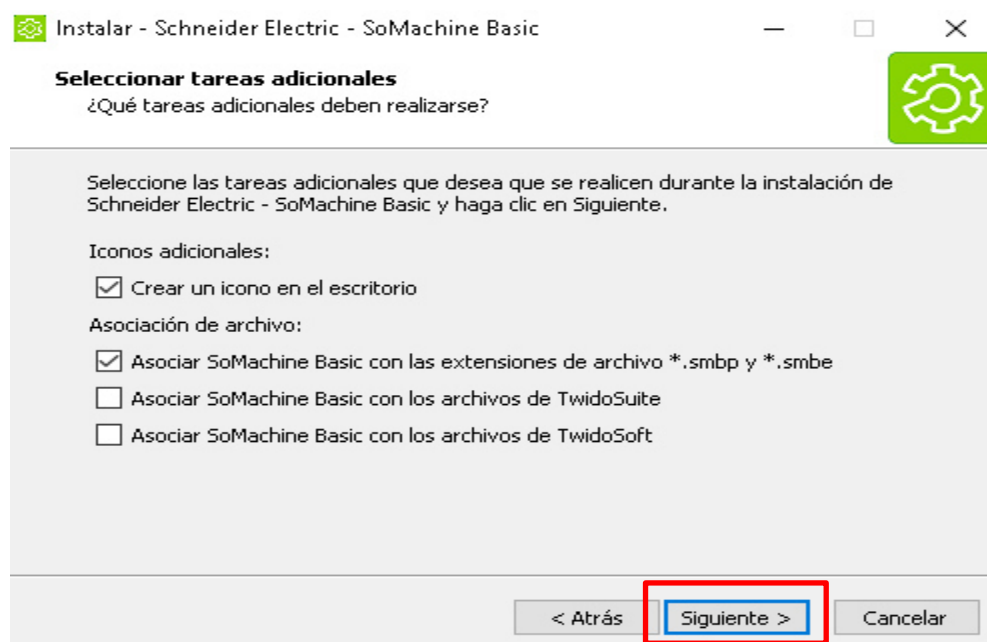 Instalar - Schneider Electric - SoMachine Basic
Seleccionar tareas adicionales
¿Qué tareas adicionales deben realizarse?
Seleccione las tareas adicionales que desea que se realicen durante la instalación de
Schneider Electric - SoMachine Basic y haga clic en Siguiente.
Iconos adicionales:
Crear un icono en el escritorio
Asociación de archivo:
Asociar SoMachine Basic con las extensiones de archivo *.smbp y *.smbe
Asociar SoMachine Basic con los archivos de TwidoSuite
Asociar SoMachine Basic con los archivos de TwidoSoft
< Atrás Siguiente > Cancelar